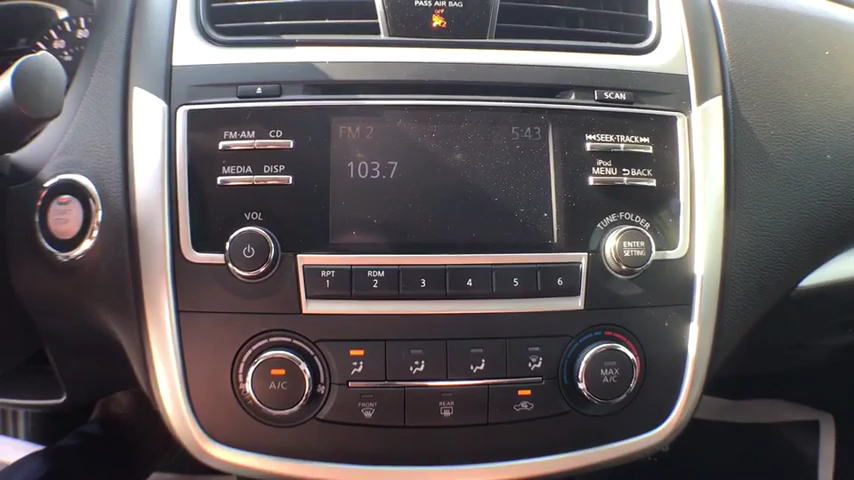 PASS AIR BAG
OFF
SCAN
FM·AM CD
FM 2 5:43
SEEK·TRACK
MEDIA DISP
103.7
iPod
MENU BACK
VOL
TUNE·FOLDER
ENTER
SETTING
RPT RDM
1 2 3 4 5 6
A/C
MAX
A/C
FRONT
REAR